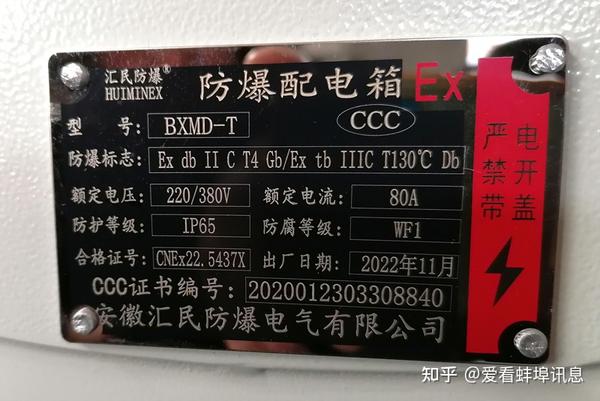 汇民防爆®
HUIMINEX
防爆配电箱 Ex
型 号: BXMD-T CCC
防爆标志: Ex db II C T4 Gb/Ex tb IIIC T130℃ Db
额定电压: 220/380V 额定电流: 80A
防护等级: IP65 防腐等级: WF1
合格证号: CNEx22.5437X 出厂日期: 2022年11月
CCC证书编号: 2020012303308840
安徽汇民防爆电气有限公司
严禁带
电开盖
知乎 @爱看蚌埠讯息